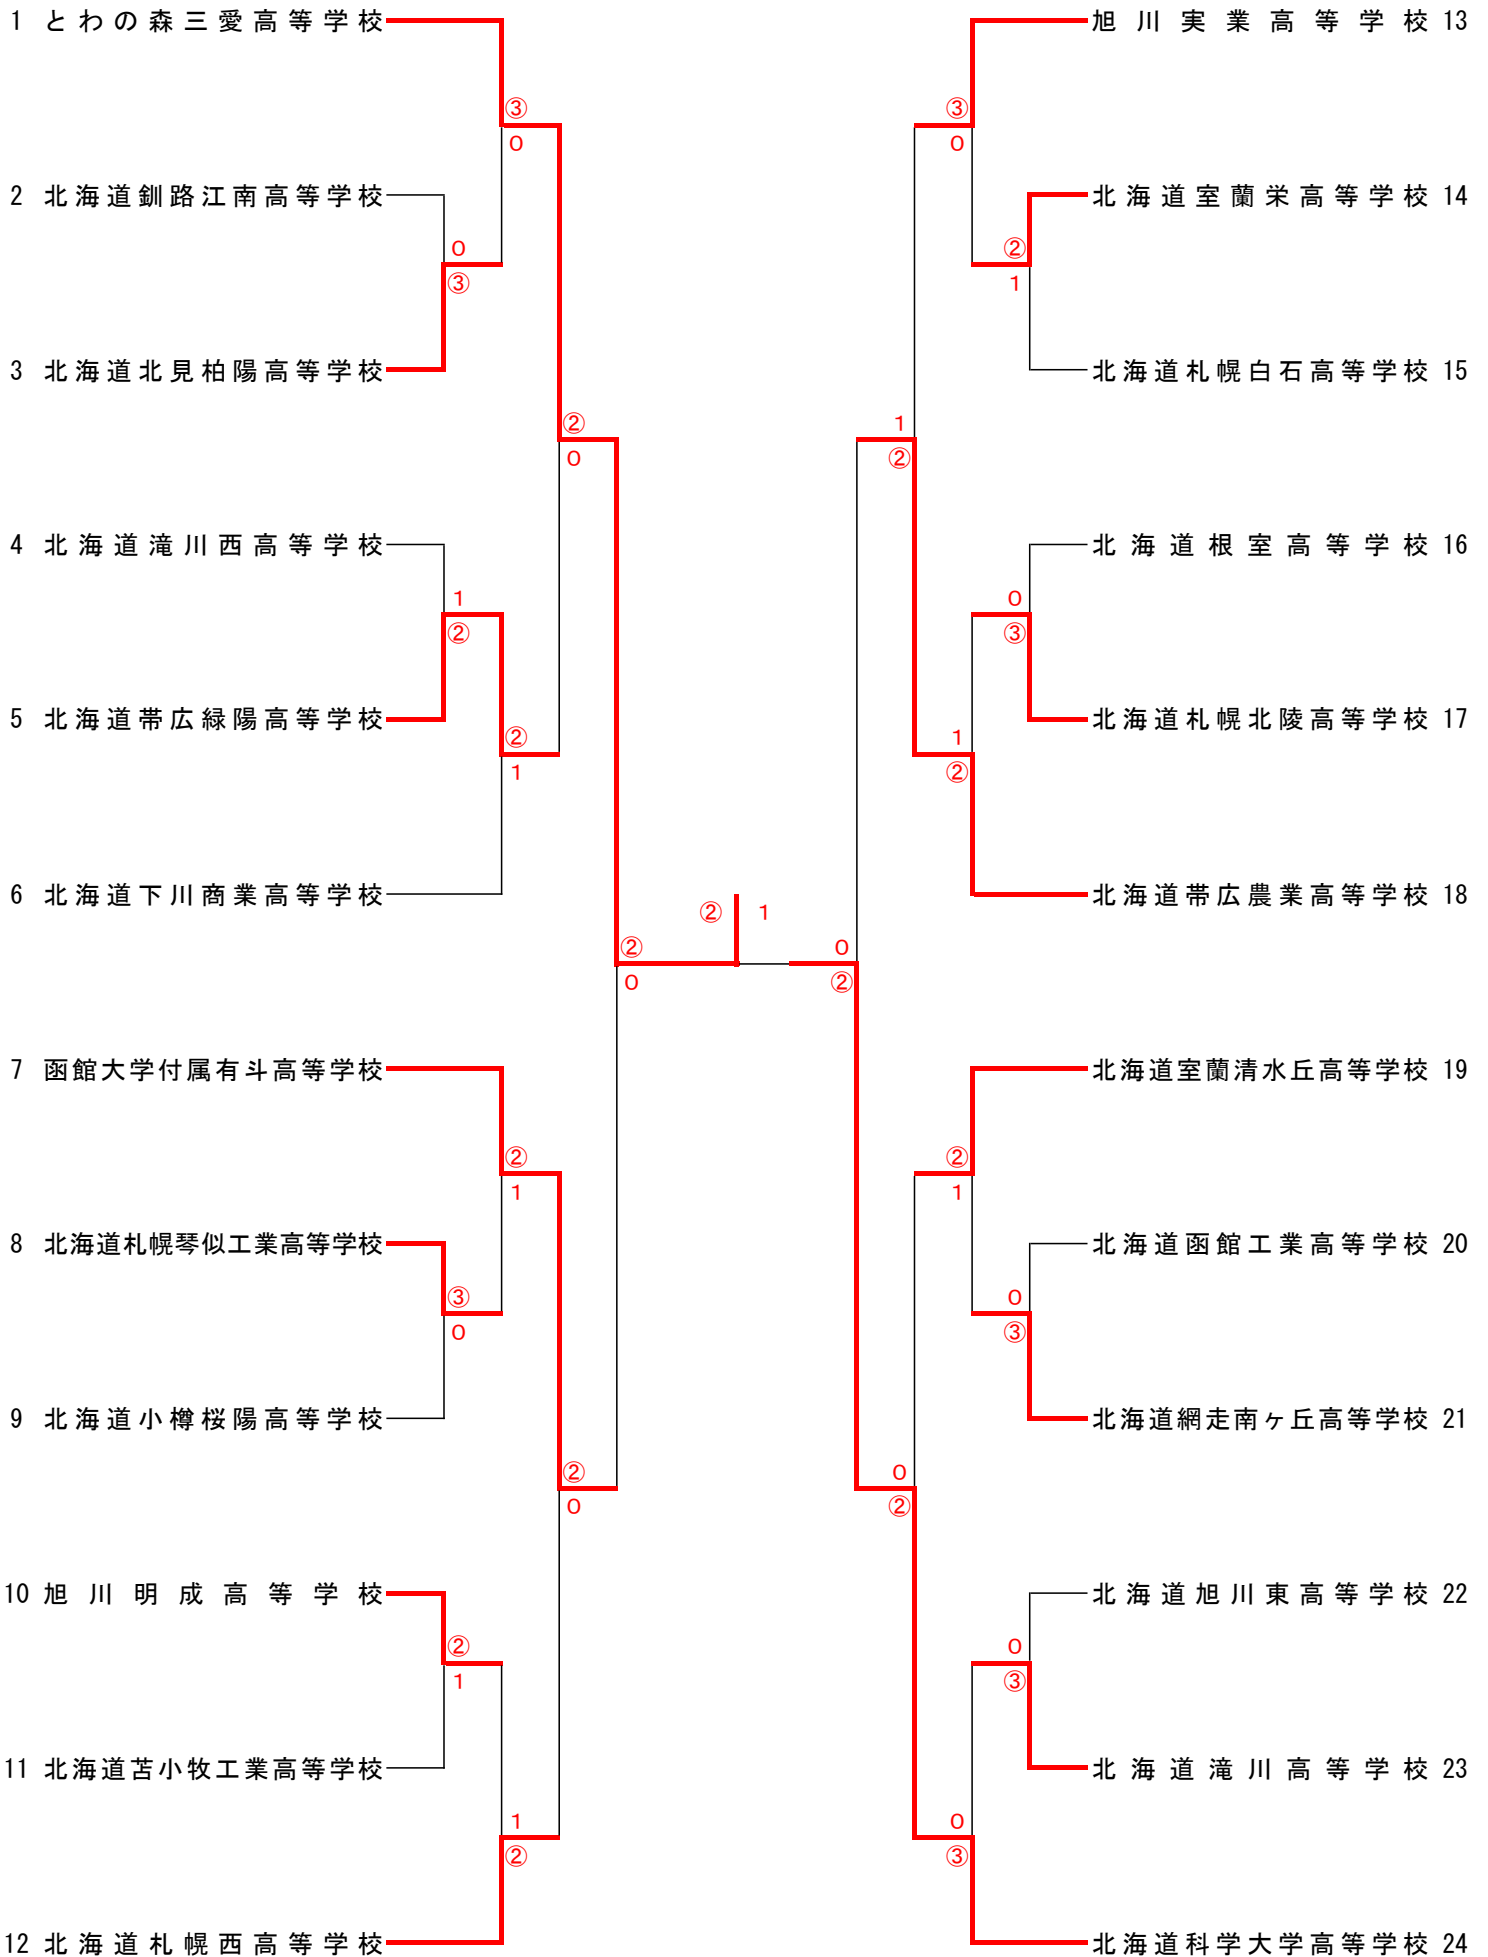 1 とわの森三愛高等学校
旭川実業高等学校 13
③
③
0
0
2 北海道釧路江南高等学校
北海道室蘭栄高等学校 14
0
②
③
1
3 北海道北見柏陽高等学校
北海道札幌白石高等学校 15
②
1
0
②
4 北海道滝川西高等学校
北海道根室高等学校 16
1
0
②
③
5 北海道帯広緑陽高等学校
北海道札幌北陵高等学校 17
②
1
1
②
6 北海道下川商業高等学校
北海道帯広農業高等学校 18
② 1
②
0
0
②
7 函館大学付属有斗高等学校
北海道室蘭清水丘高等学校 19
②
②
1
1
8 北海道札幌琴似工業高等学校
北海道函館工業高等学校 20
③
0
0
③
9 北海道小樽桜陽高等学校
北海道網走南ヶ丘高等学校 21
②
0
0
②
10 旭川明成高等学校
北海道旭川東高等学校 22
②
0
1
③
11 北海道苫小牧工業高等学校
北海道滝川高等学校 23
1
0
②
③
12 北海道札幌西高等学校
北海道科学大学高等学校 24